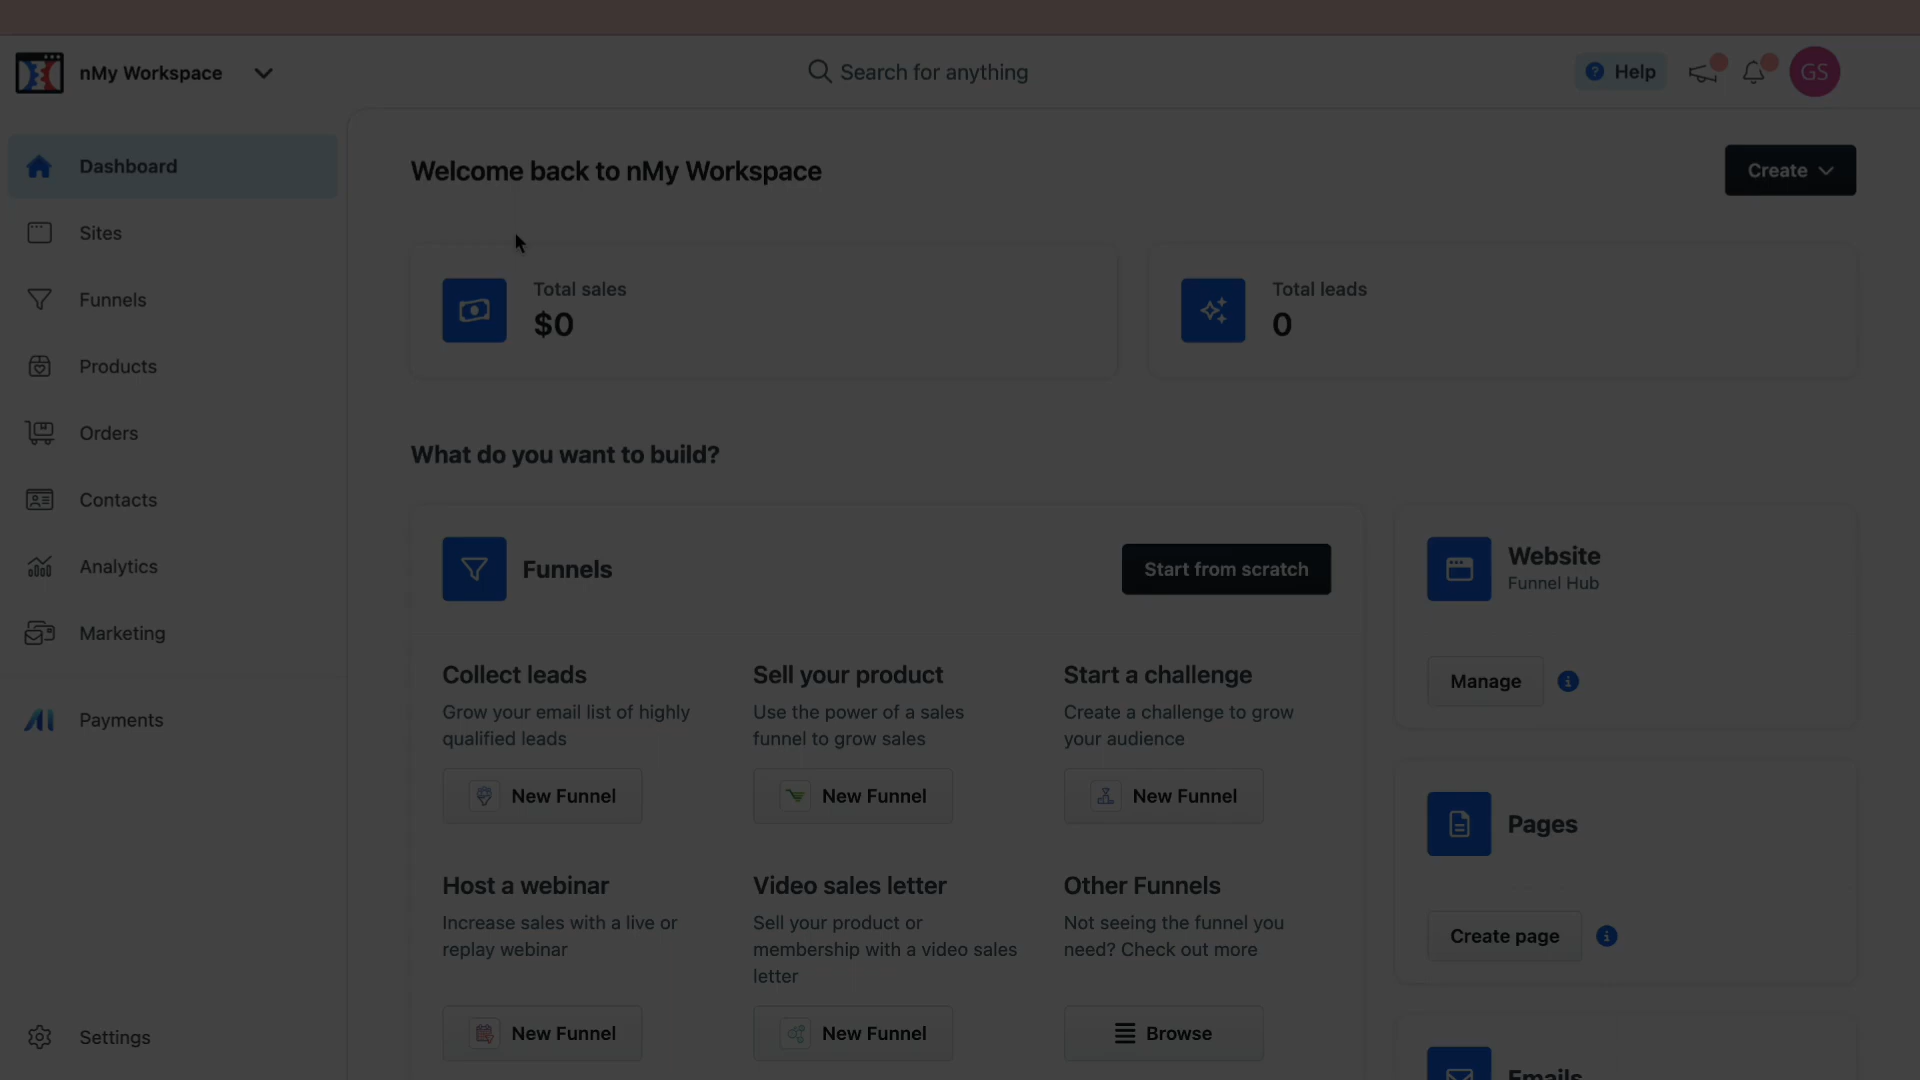 nMy Workspace
Search for anything
Help
GS
Dashboard
Sites
Funnels
Products
Orders
Contacts
Analytics
Marketing
Payments
Settings
Welcome back to nMy Workspace
Create
Total sales
$0
Total leads
0
What do you want to build?
Funnels
Start from scratch
Collect leads
Grow your email list of highly
qualified leads
New Funnel
Sell your product
Use the power of a sales
funnel to grow sales
New Funnel
Start a challenge
Create a challenge to grow
your audience
New Funnel
Host a webinar
Increase sales with a live or
replay webinar
New Funnel
Video sales letter
Sell your product or
membership with a video sales
letter
New Funnel
Other Funnels
Not seeing the funnel you
need? Check out more
Browse
Website
Funnel Hub
Manage
Pages
Create page
Emails